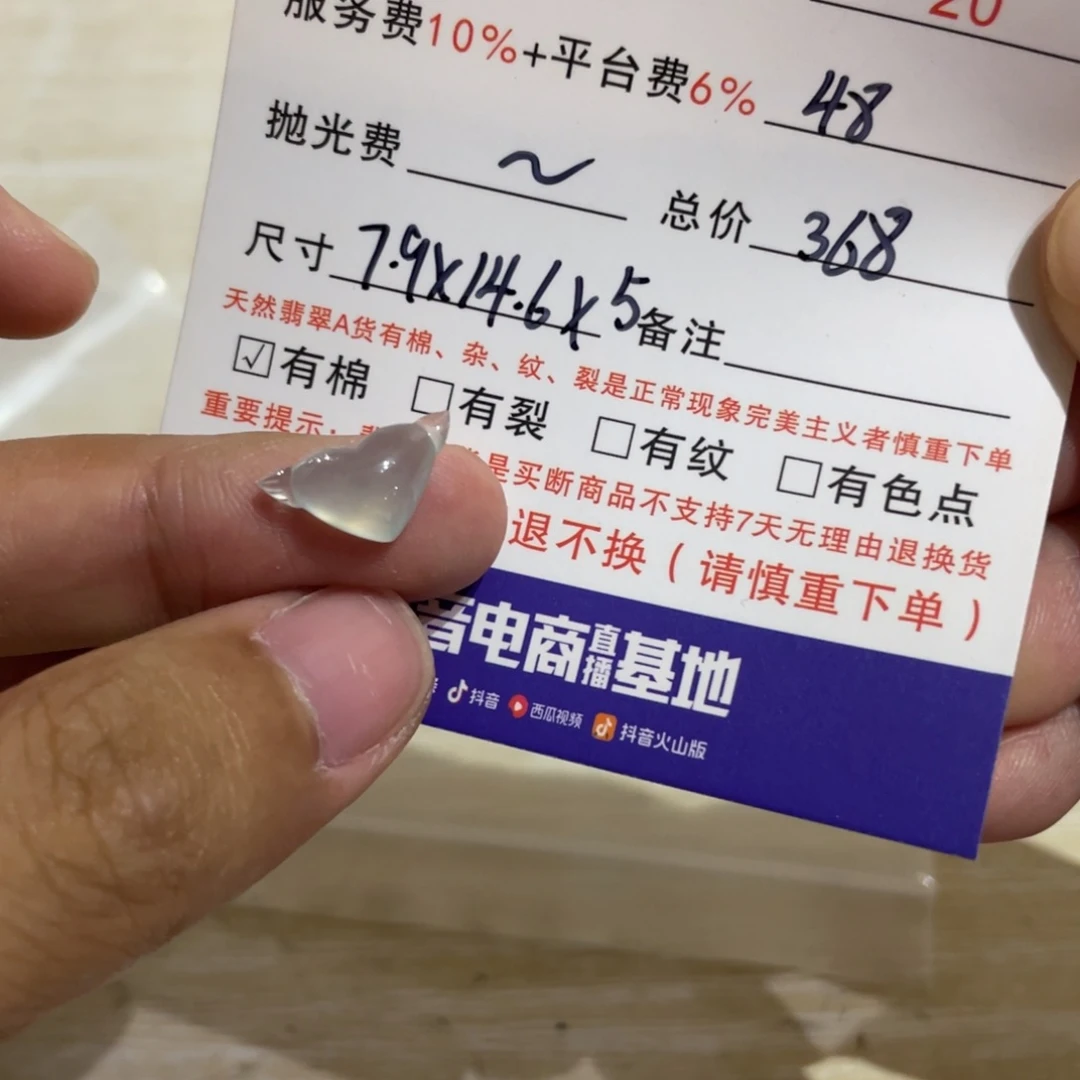 20
服务费10%+平台费6% 48
抛光费 ~ 总价 368
尺寸 7.9X14.6X5 备注
天然翡翠A货有棉、杂、纹、裂是正常现象完美主义者慎重下单
☑有棉 □有裂 □有纹 □有色点
重要提示: 是买断商品不支持7天无理由退换货
退不换(请慎重下单)
音电商直播基地
抖音 西瓜视频 抖音火山版